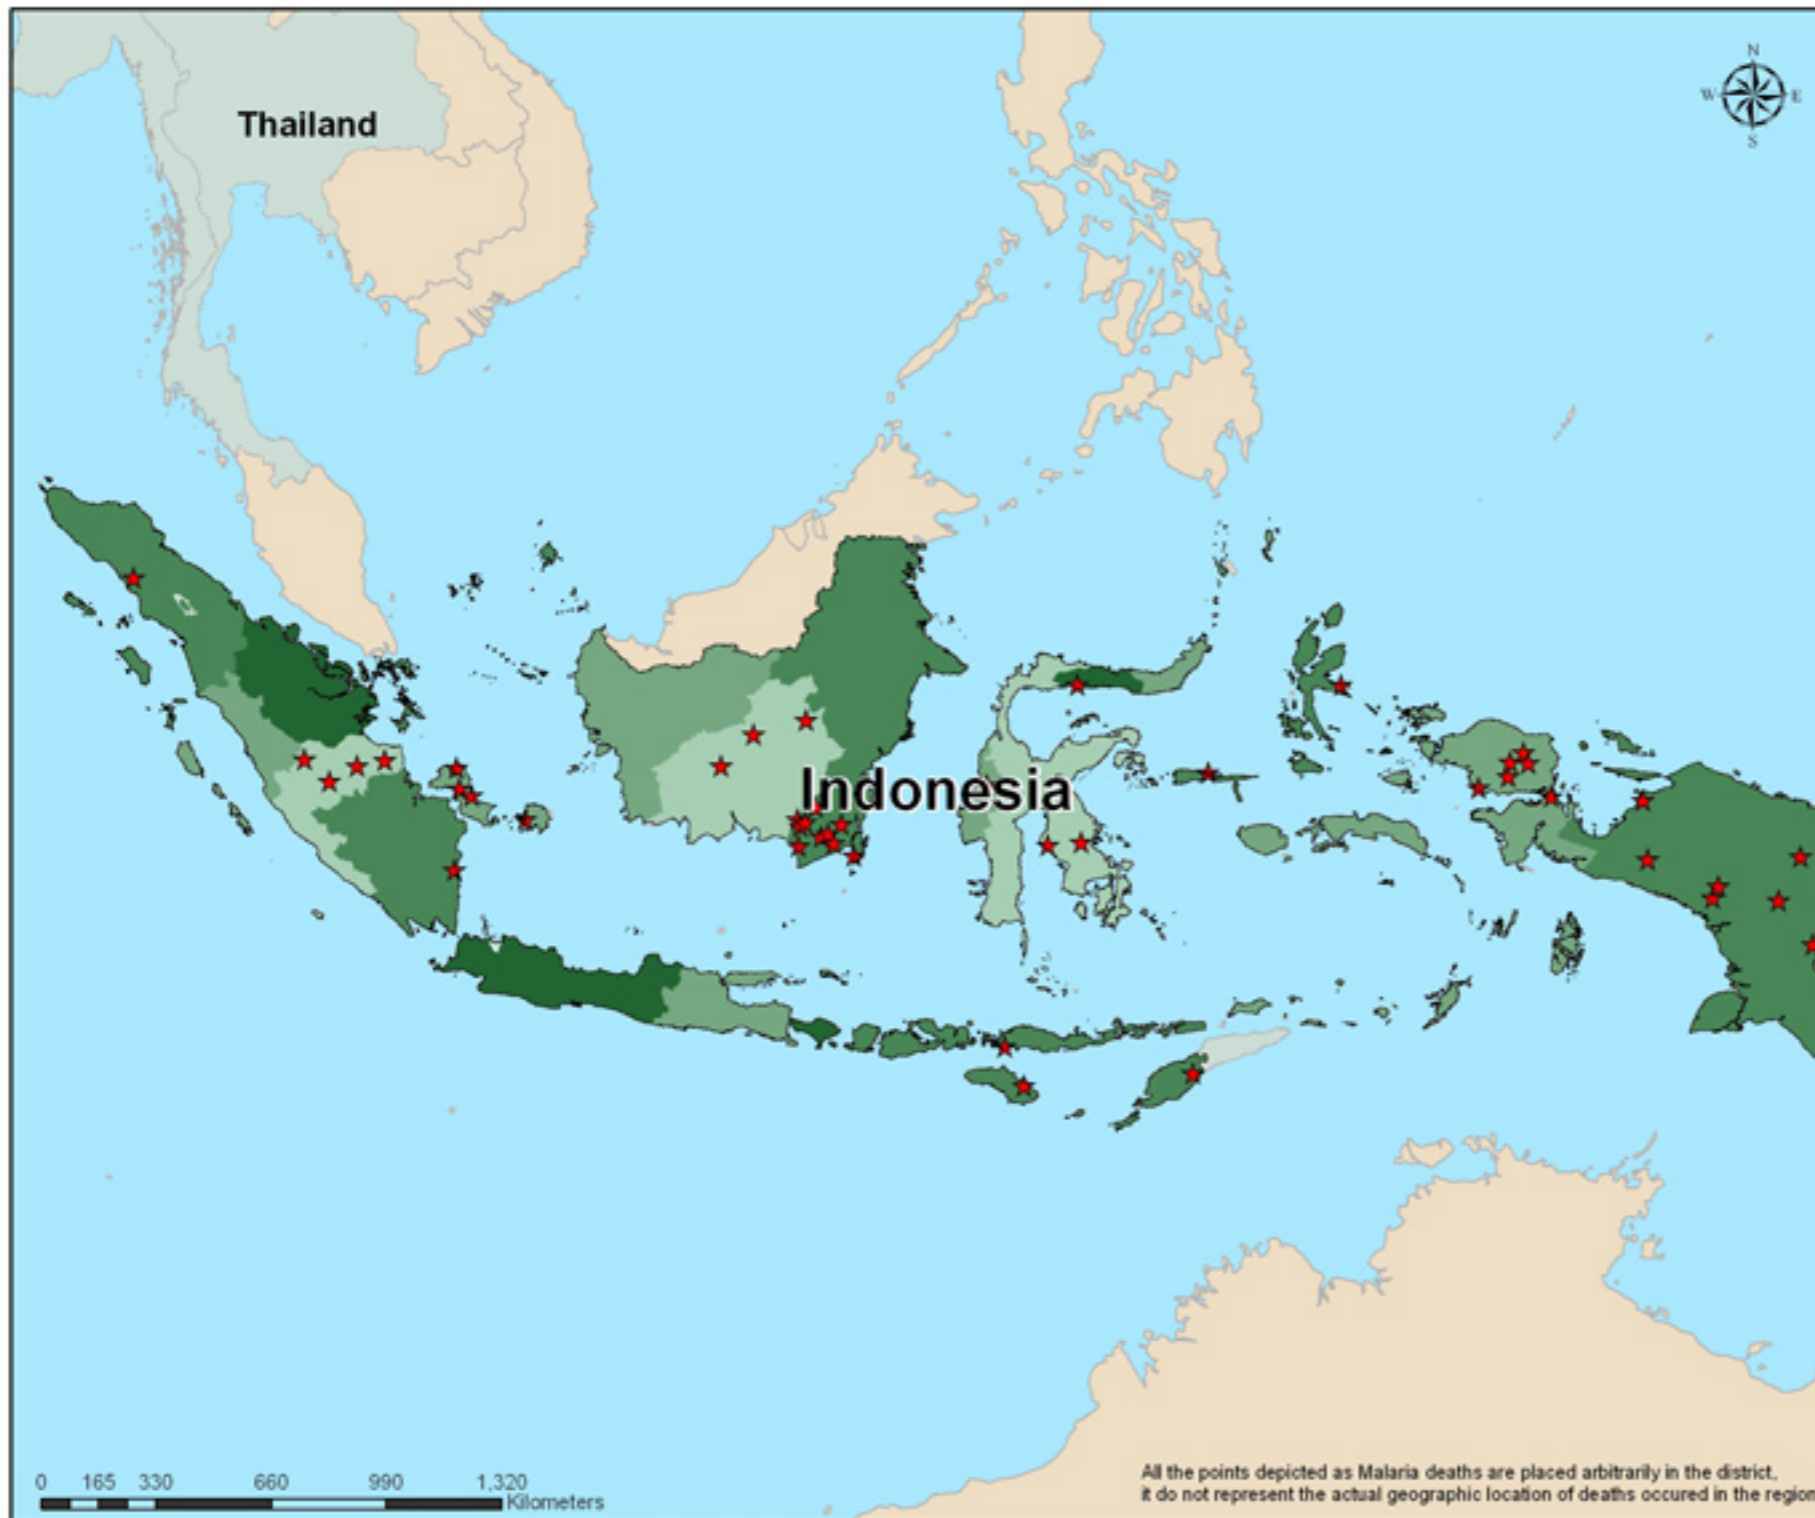 N
W E
S
Thailand
Indonesia
0 165 330 660 990 1,320
Kilometers
All the points depicted as Malaria deaths are placed arbitrarily in the district,
it do not represent the actual geographic location of deaths occured in the region